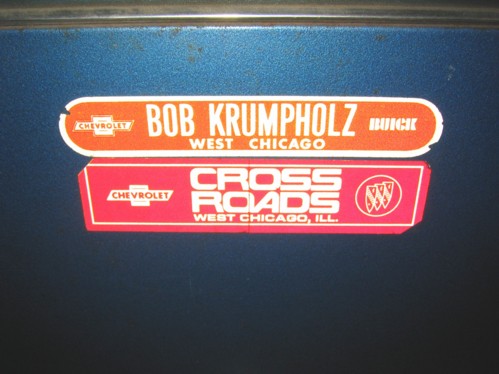 CHEVROLET BOB KRUMPHOLZ BUICK
WEST CHICAGO
CHEVROLET CROSS
ROADS
WEST CHICAGO, ILL.